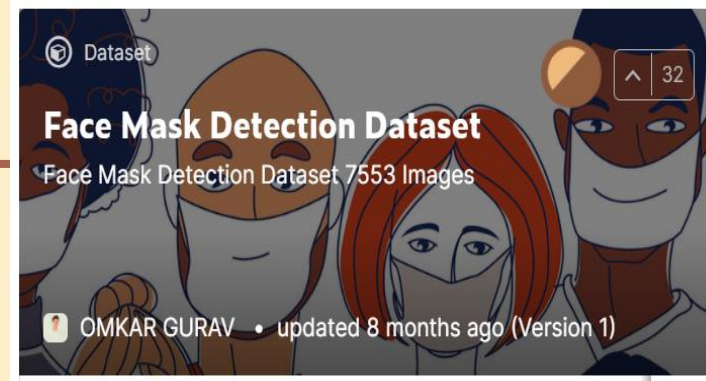 Dataset
32
Face Mask Detection Dataset
Face Mask Detection Dataset 7553 Images
OMKAR GURAV • updated 8 months ago (Version 1)